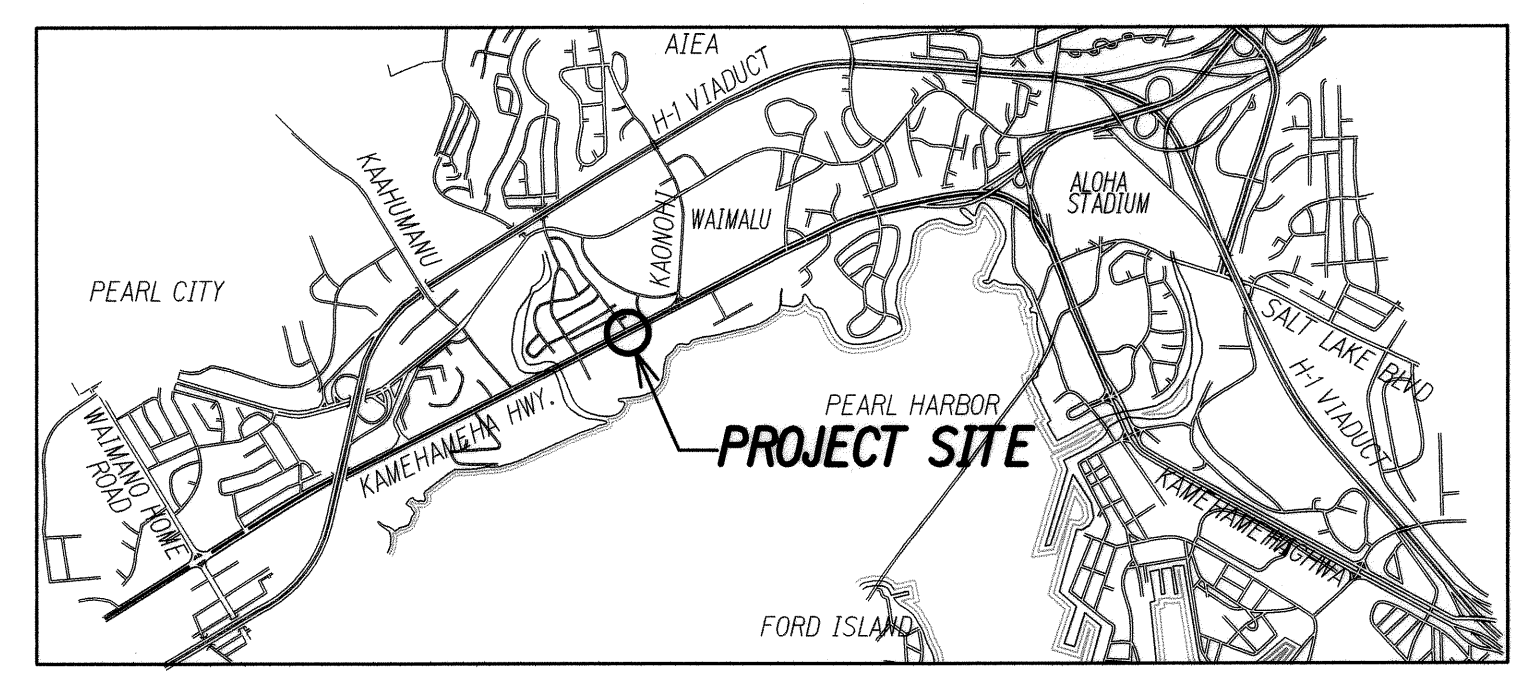 AIEA
H-1 VIADUCT
KAAHUMANU
KAONOHI
WAIMALU
ALOHA
STADIUM
PEARL CITY
SALT LAKE BLVD
H-1 VIADUCT
PEARL HARBOR
PROJECT SITE
KAMEHAMEHA HWY.
WAIMANO HOME
ROAD
KAMEHAMEHA
FORD ISLAND